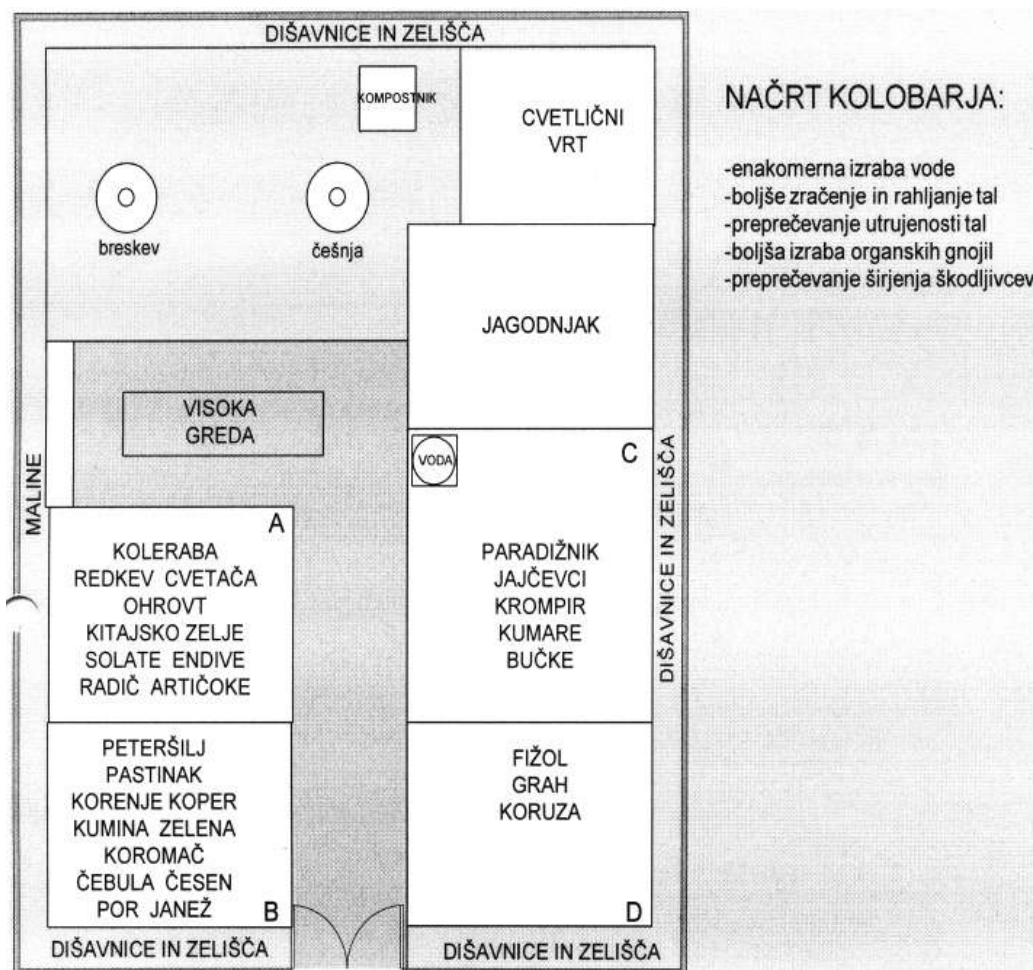 DIŠAVNICE IN ZELIŠČA
KOMPOSTNIK
CVETLIČNI
VRT
breskev
češnja
JAGODNJAK
VISOKA
GREDA
MALINE
VODA
C
A
KOLERABA
REDKEV CVETAČA
OHROVT
KITAJSKO ZELJE
SOLATE ENDIVE
RADIČ ARTIČOKE
PARADIŽNIK
JAJČEVCI
KROMPIR
KUMARE
BUČKE
DIŠAVNICE IN ZELIŠČA
PETERŠILJ
PASTINAK
KORENJE KOPER
KUMINA ZELENA
KOROMAČ
ČEBULA ČESEN
POR JANEŽ
B
FIŽOL
GRAH
KORUZA
D
DIŠAVNICE IN ZELIŠČA
DIŠAVNICE IN ZELIŠČA
NAČRT KOLOBARJA:
-enakomerna izraba vode
-boljše zračenje in rahljanje tal
-preprečevanje utrujenosti tal
-boljša izraba organskih gnojil
-preprečevanje širjenja škodljivcev